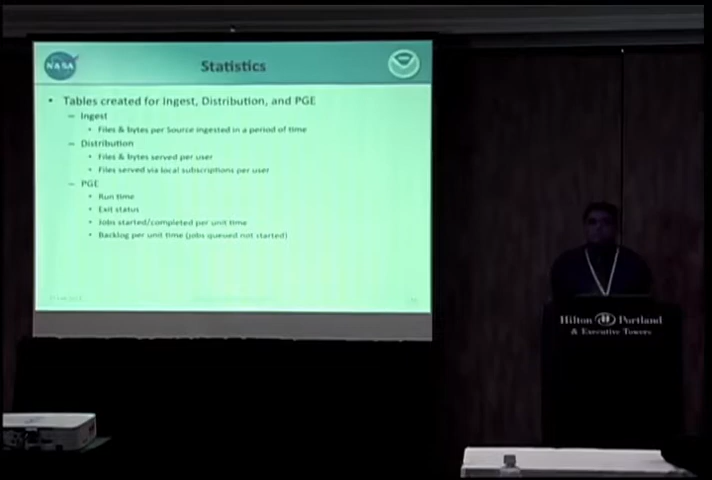 NASA
Statistics
• Tables created for Ingest, Distribution, and PGE
– Ingest
• Files & bytes per Source ingested in a period of time
– Distribution
• Files & bytes served per user
• Files served via local subscriptions per user
– PGE
• Run time
• Exit status
• Jobs started/completed per unit time
• Backlog per unit time (jobs queued not started)
Hilton Portland
& Executive Towers